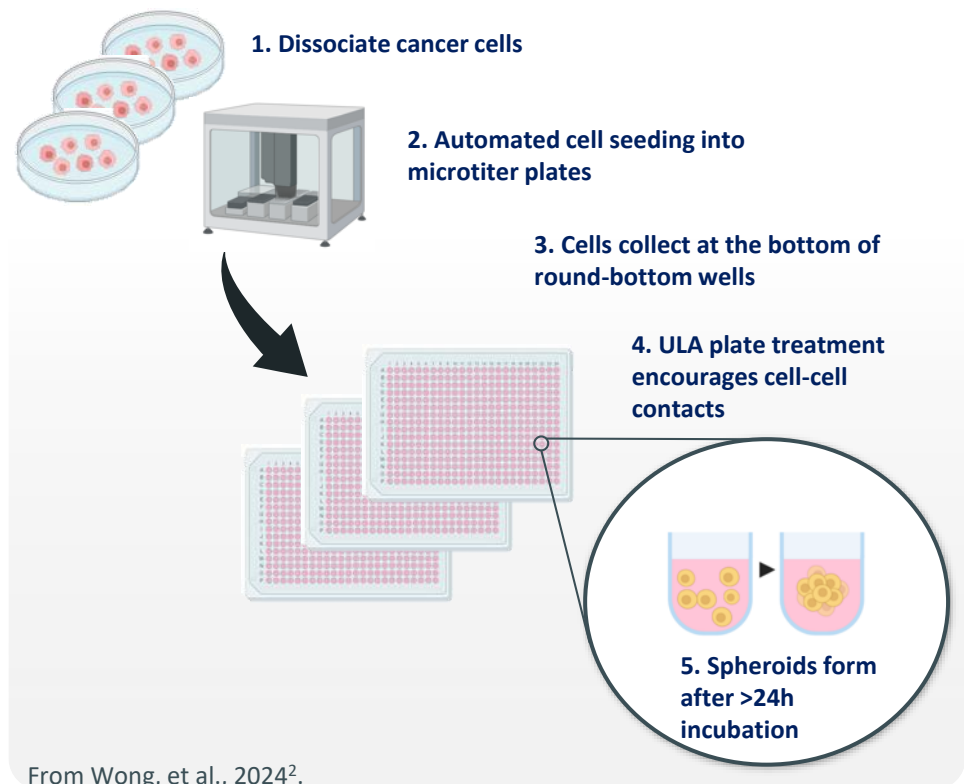 1. Dissociate cancer cells
2. Automated cell seeding into
microtiter plates
3. Cells collect at the bottom of
round-bottom wells
4. ULA plate treatment
encourages cell-cell
contacts
5. Spheroids form
after >24h
incubation
From Wong, et al., 2024².